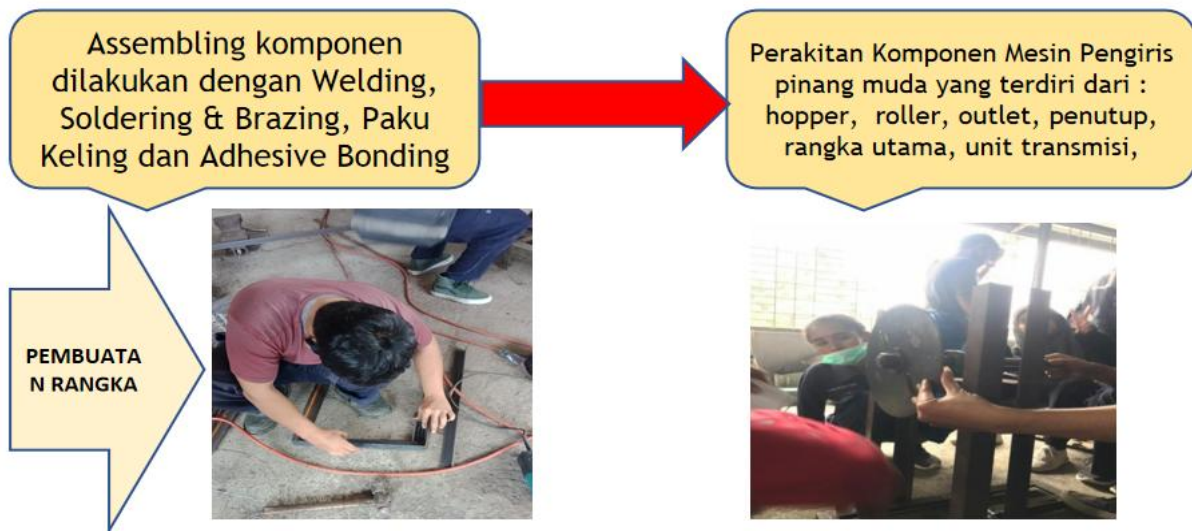 Assembling komponen
dilakukan dengan Welding,
Soldering & Brazing, Paku
Keling dan Adhesive Bonding
Perakitan Komponen Mesin Pengiris
pinang muda yang terdiri dari :
hopper, roller, outlet, penutup,
rangka utama, unit transmisi,
PEMBUATA
N RANGKA